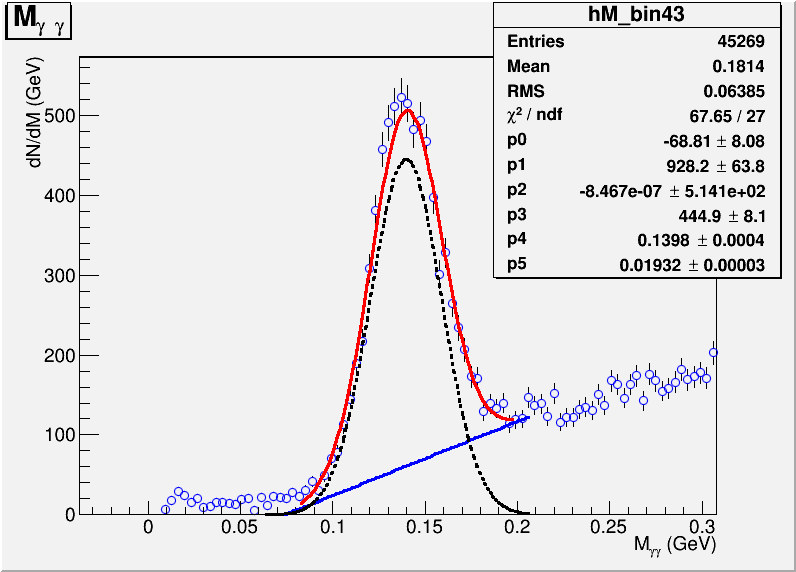 Mγ γ
hM_bin43
Entries 45269
Mean 0.1814
RMS 0.06385
χ² / ndf 67.65 / 27
p0 -68.81 ± 8.08
p1 928.2 ± 63.8
p2 -8.467e-07 ± 5.141e+02
p3 444.9 ± 8.1
p4 0.1398 ± 0.0004
p5 0.01932 ± 0.00003
dN/dM (GeV)
500
400
300
200
100
0
0 0.05 0.1 0.15 0.2 0.25 0.3
Mγγ (GeV)